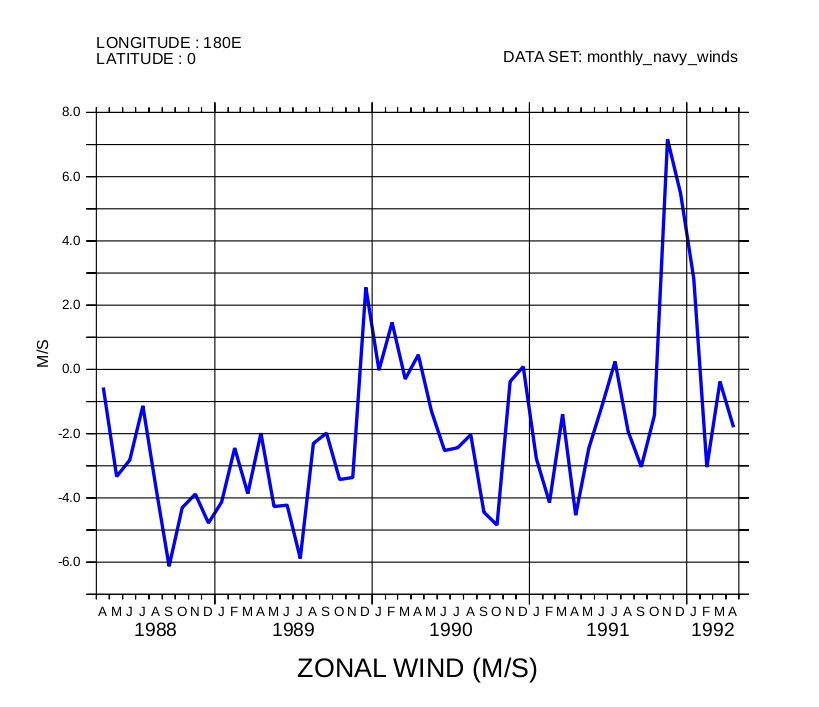 LONGITUDE : 180E
LATITUDE : 0
DATA SET: monthly_navy_winds
8.0
6.0
4.0
2.0
0.0
-2.0
-4.0
-6.0
M/S
A M J J A S O N D J F M A M J J A S O N D J F M A M J J A S O N D J F M A M J J A S O N D J F M A
1988 1989 1990 1991 1992
ZONAL WIND (M/S)